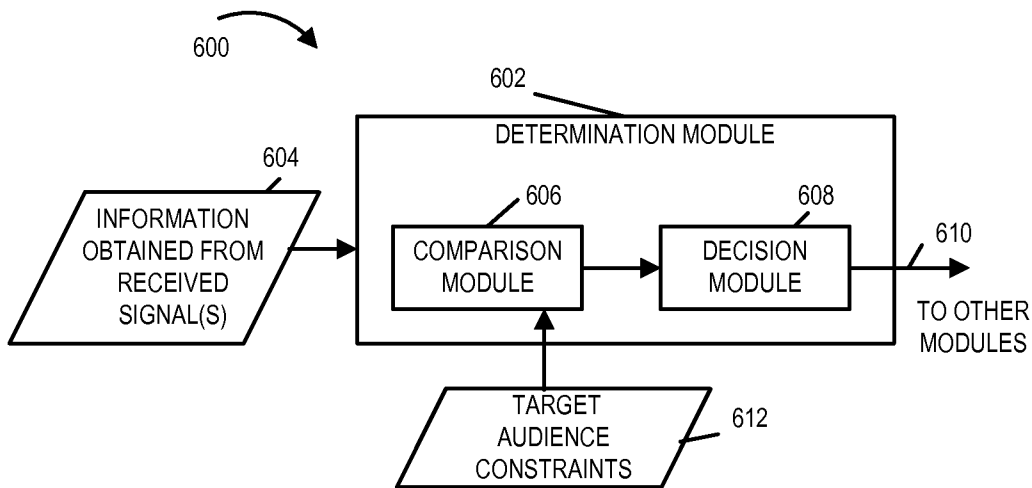 600
602
DETERMINATION MODULE
604
INFORMATION
OBTAINED FROM
RECEIVED
SIGNAL(S)
606
COMPARISON
MODULE
608
DECISION
MODULE
610
TO OTHER
MODULES
TARGET
AUDIENCE
CONSTRAINTS
612